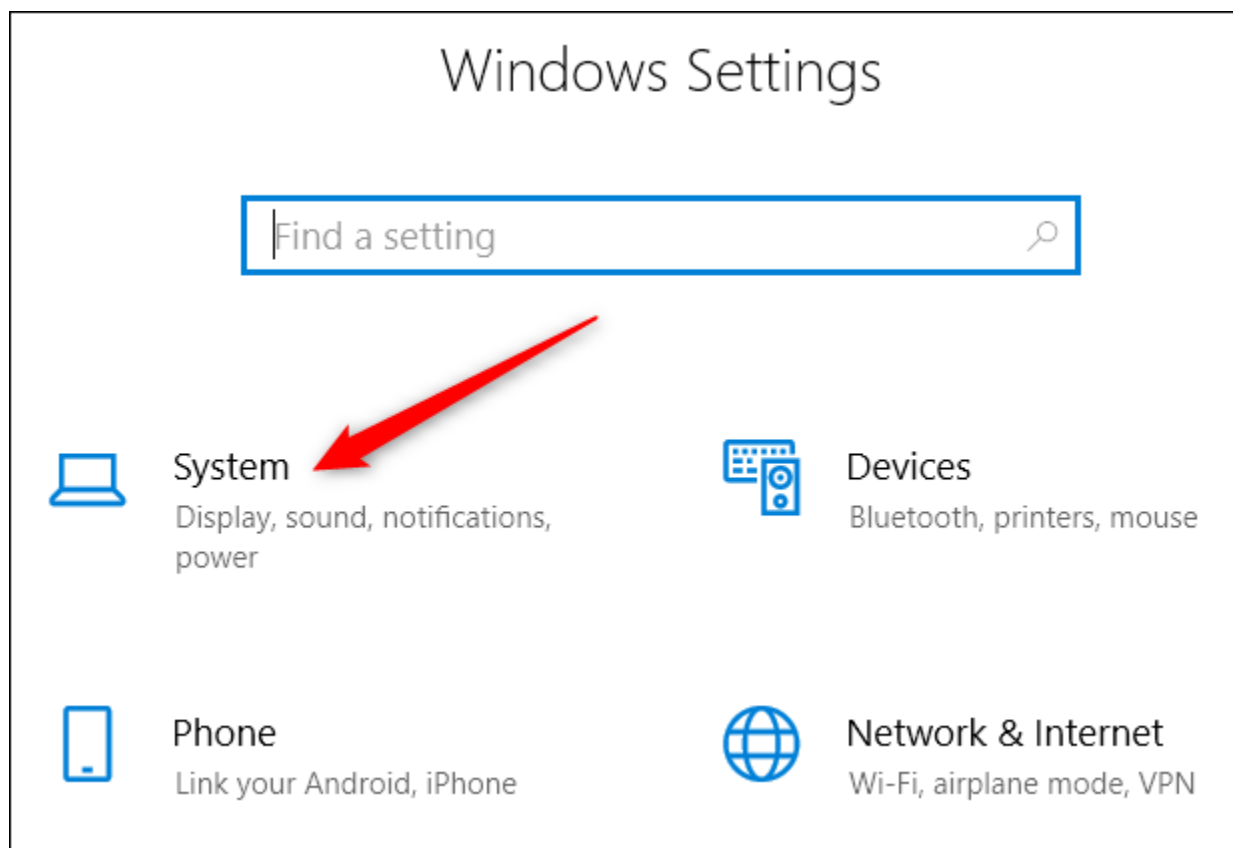 Windows Settings
Find a setting
System
Display, sound, notifications,
power
Devices
Bluetooth, printers, mouse
Phone
Link your Android, iPhone
Network & Internet
Wi-Fi, airplane mode, VPN